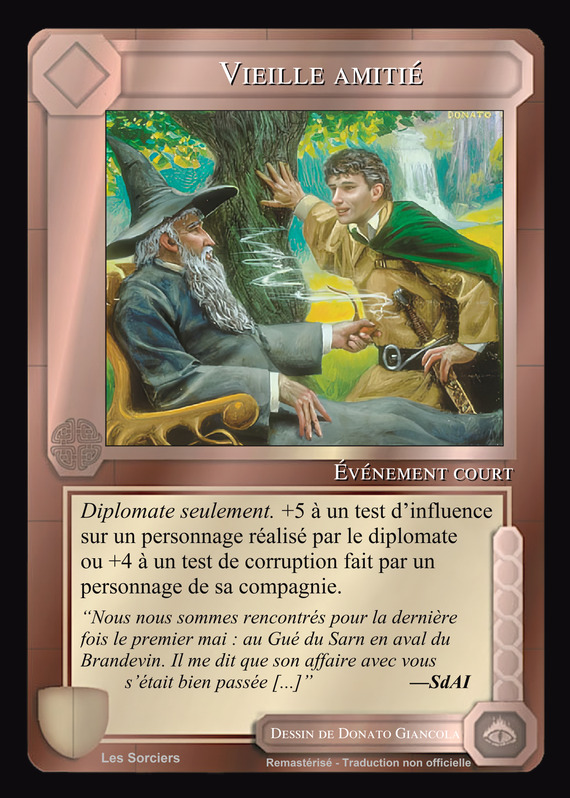 VIEILLE AMITIÉ
DONATO
ÉVÉNEMENT COURT
Diplomate seulement. +5 à un test d’influence
sur un personnage réalisé par le diplomate
ou +4 à un test de corruption fait par un
personnage de sa compagnie.
“Nous nous sommes rencontrés pour la dernière
fois le premier mai : au Gué du Sarn en aval du
Brandevin. Il me dit que son affaire avec vous
s’était bien passée [...]” —SdAI
DESSIN DE DONATO GIANCOLA
Les Sorciers
Remastérisé - Traduction non officielle